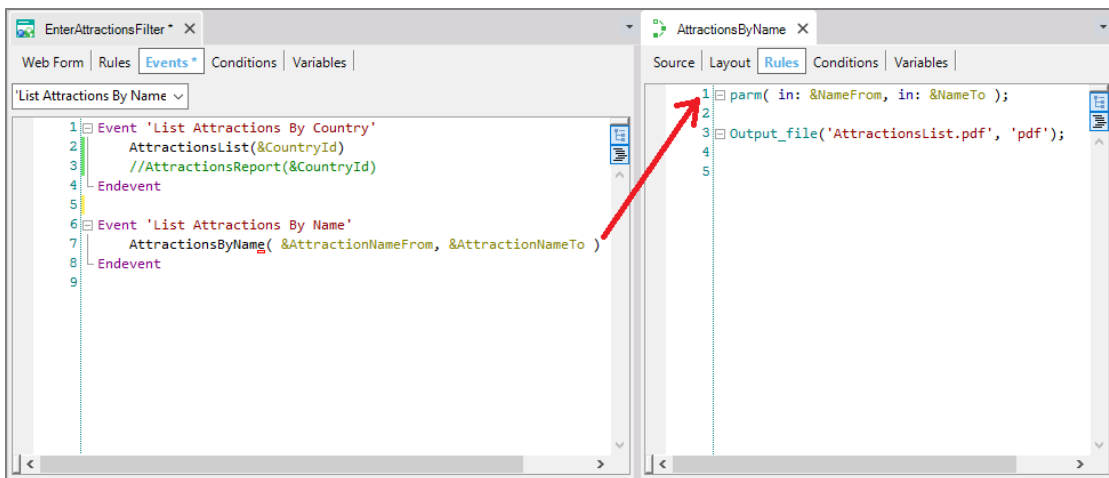 EnterAttractionsFilter *
Web Form Rules Events * Conditions Variables
'List Attractions By Name
1 Event 'List Attractions By Country'
2 AttractionsList(&CountryId)
3 //AttractionsReport(&CountryId)
4 Endevent
5
6 Event 'List Attractions By Name'
7 AttractionsByName( &AttractionNameFrom, &AttractionNameTo )
8 Endevent
9
AttractionsByName
Source Layout Rules Conditions Variables
1 parm( in: &NameFrom, in: &NameTo );
2
3 Output_file('AttractionsList.pdf', 'pdf');
4
5